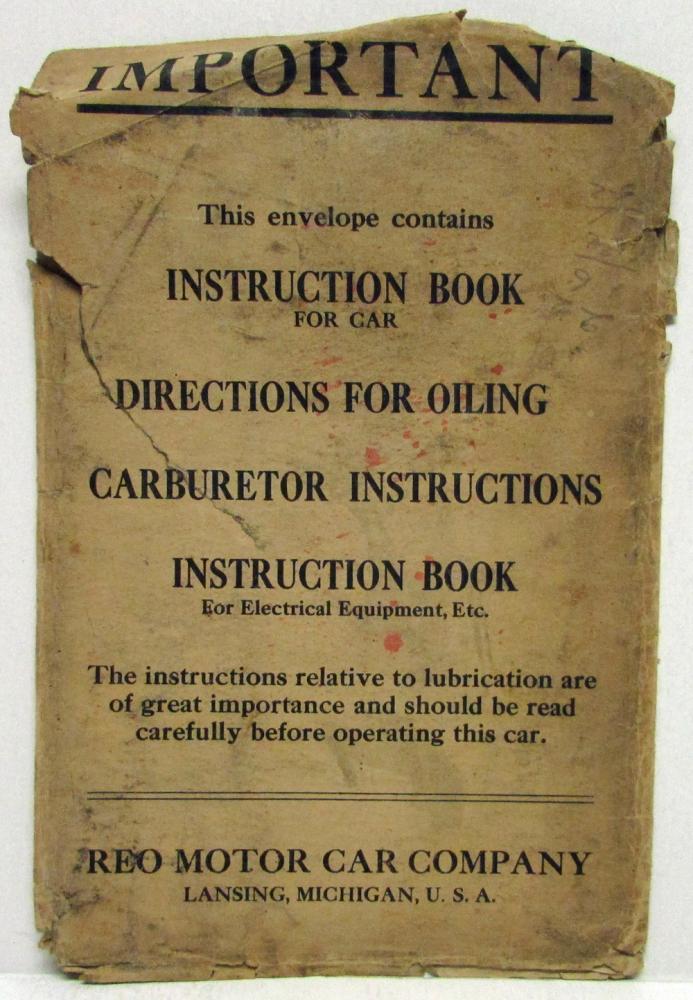 IMPORTANT
This envelope contains
INSTRUCTION BOOK
FOR CAR
DIRECTIONS FOR OILING
CARBURETOR INSTRUCTIONS
INSTRUCTION BOOK
For Electrical Equipment, Etc.
The instructions relative to lubrication are
of great importance and should be read
carefully before operating this car.
REO MOTOR CAR COMPANY
LANSING, MICHIGAN, U. S. A.